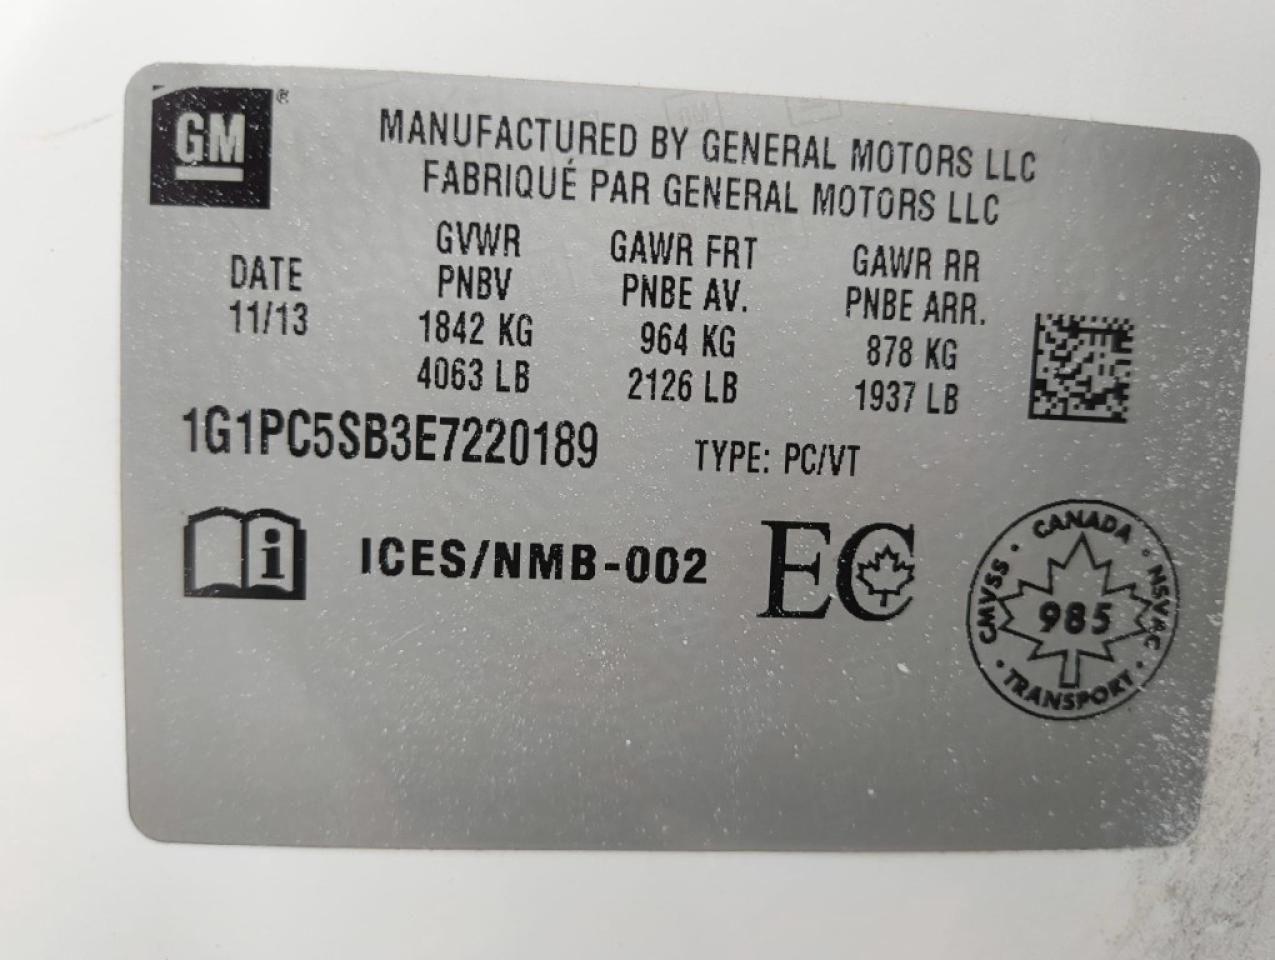 GM®
MANUFACTURED BY GENERAL MOTORS LLC
FABRIQUÉ PAR GENERAL MOTORS LLC
DATE
11/13
GVWR
PNBV
1842 KG
4063 LB
GAWR FRT
PNBE AV.
964 KG
2126 LB
GAWR RR
PNBE ARR.
878 KG
1937 LB
1G1PC5SB3E7220189
TYPE: PC/VT
i
ICES/NMB-002
EC
CANADA · NSVAC · TRANSPORT · CMVSS ·
985